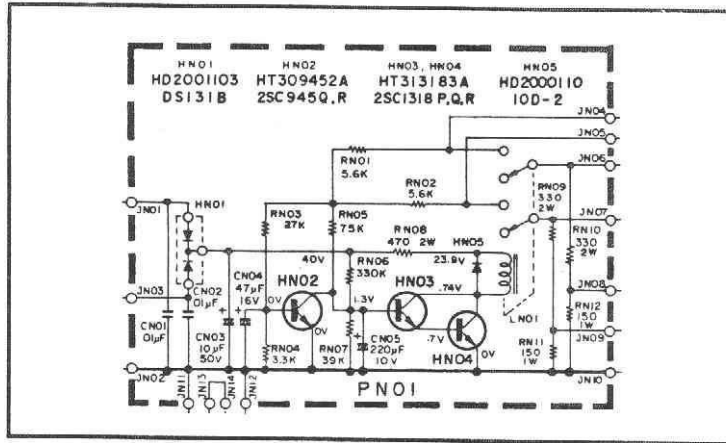 HN01 HN02 HN03, HN04 HN05
HD2001103 HT309452A HT313183A HD2000110
DS131B 2SC945Q,R 2SC1318 P,Q,R 10D-2
JN04
JN05
RN01
5.6K
JN06
RN02
5.6K
RN09
330
2W
JN01
HN01
RN03
27K
RN05
75K
JN07
RN08
470 2W
HN05
RN10
330
2W
40V
23.9V
RN06
330K
CN04
47µF
16V
HN02
HN03
.74V
JN03
CN02
.01µF
0V
1.3V
JN08
LN01
RN12
150
1W
CN01
.01µF
0V
JN09
CN03
10µF
50V
RN04
3.3K
RN07
39K
CN05
220µF
10V
.7V
HN04
0V
RN11
150
1W
JN02
JN11
JN13
JN14
JN12
PN01
JN10